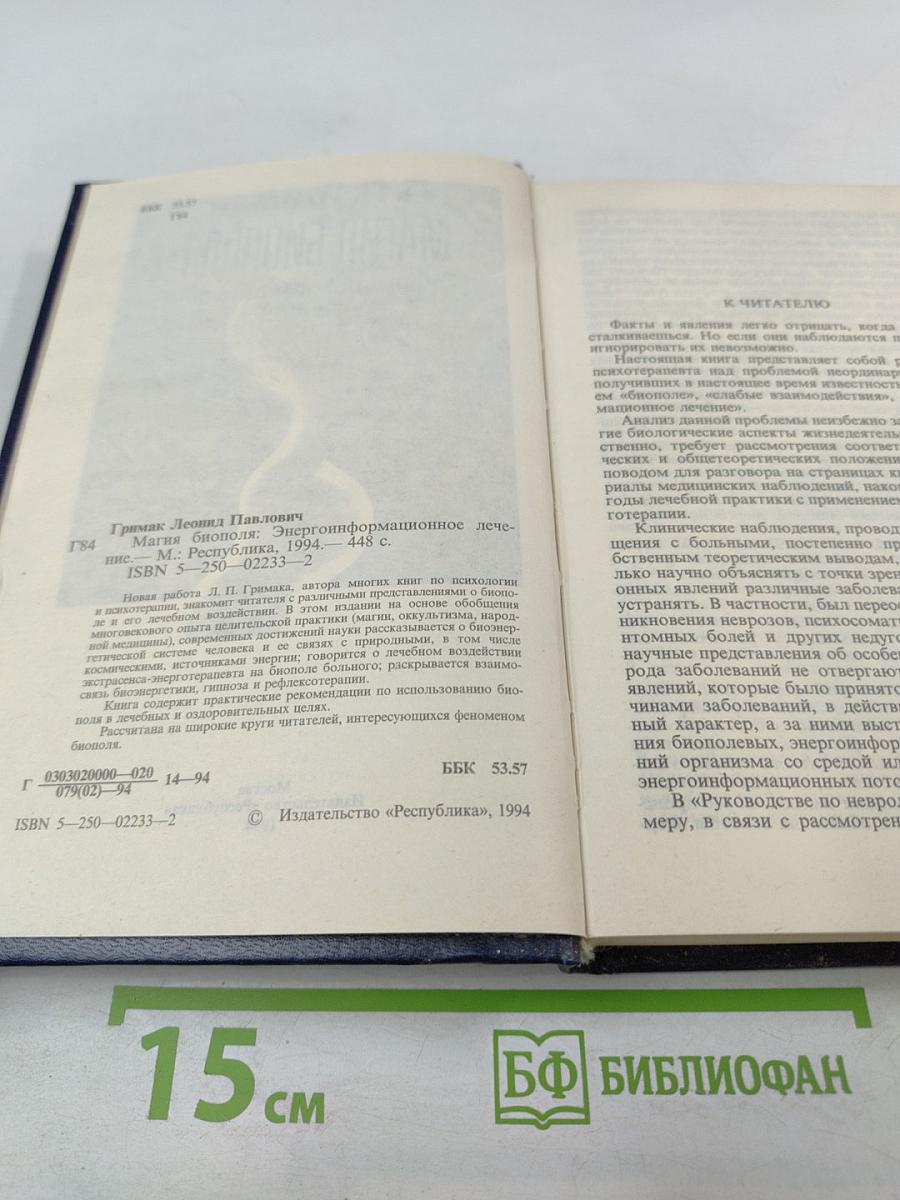 ББК 53.57
Г84
Гримак Леонид Павлович
Г84 Магия биополя: Энергоинформационное лече-
ние.— М.: Республика, 1994.— 448 с.
ISBN 5—250—02233—2
Новая работа Л. П. Гримака, автора многих книг по психологии
и психотерапии, знакомит читателя с различными представлениями о биопо-
ле и его лечебном воздействии. В этом издании на основе обобщения
многовекового опыта целительской практики (магии, оккультизма, народ-
ной медицины), современных достижений науки рассказывается о биоэнер-
гетической системе человека и ее связях с природными, в том числе
космическими, источниками энергии; говорится о лечебном воздействии
экстрасенса-энерготерапевта на биополе больного; раскрывается взаимо-
связь биоэнергетики, гипноза и рефлексотерапии.
Книга содержит практические рекомендации по использованию био-
поля в лечебных и оздоровительных целях.
Рассчитана на широкие круги читателей, интересующихся феноменом
биополя.
Г 0303020000—020 14—94
079(02)—94
ББК 53.57
ISBN 5—250—02233—2
© Издательство «Республика», 1994
К ЧИТАТЕЛЮ
Факты и явления легко отрицать, когда
сталкиваешься. Но если они наблюдаются п
игнорировать их невозможно.
Настоящая книга представляет собой р
психотерапевта над проблемой неординар
получивших в настоящее время известност
ем «биополе», «слабые взаимодействия»,
мационное лечение».
Анализ данной проблемы неизбежно за
гие биологические аспекты жизнедеятель
ственно, требует рассмотрения соответ
ческих и общетеоретических положени
поводом для разговора на страницах кн
риалы медицинских наблюдений, нако
годы лечебной практики с применением
готерапии.
Клинические наблюдения, провод
щения с больными, постепенно пр
бственным теоретическим выводам,
лько научно объяснять с точки зрен
онных явлений различные заболева
устранять. В частности, был переос
никновения неврозов, психосомат
нтомных болей и других недуго
научные представления об особен
рода заболеваний не отвергают
явлений, которые было принято
чинами заболеваний, в действи
ный характер, а за ними выст
ния биополевых, энергоинфор
ний организма со средой ил
энергоинформационных пото
В «Руководстве по невро
меру, в связи с рассмотрен
15 см
БФ БИБЛИОФАН